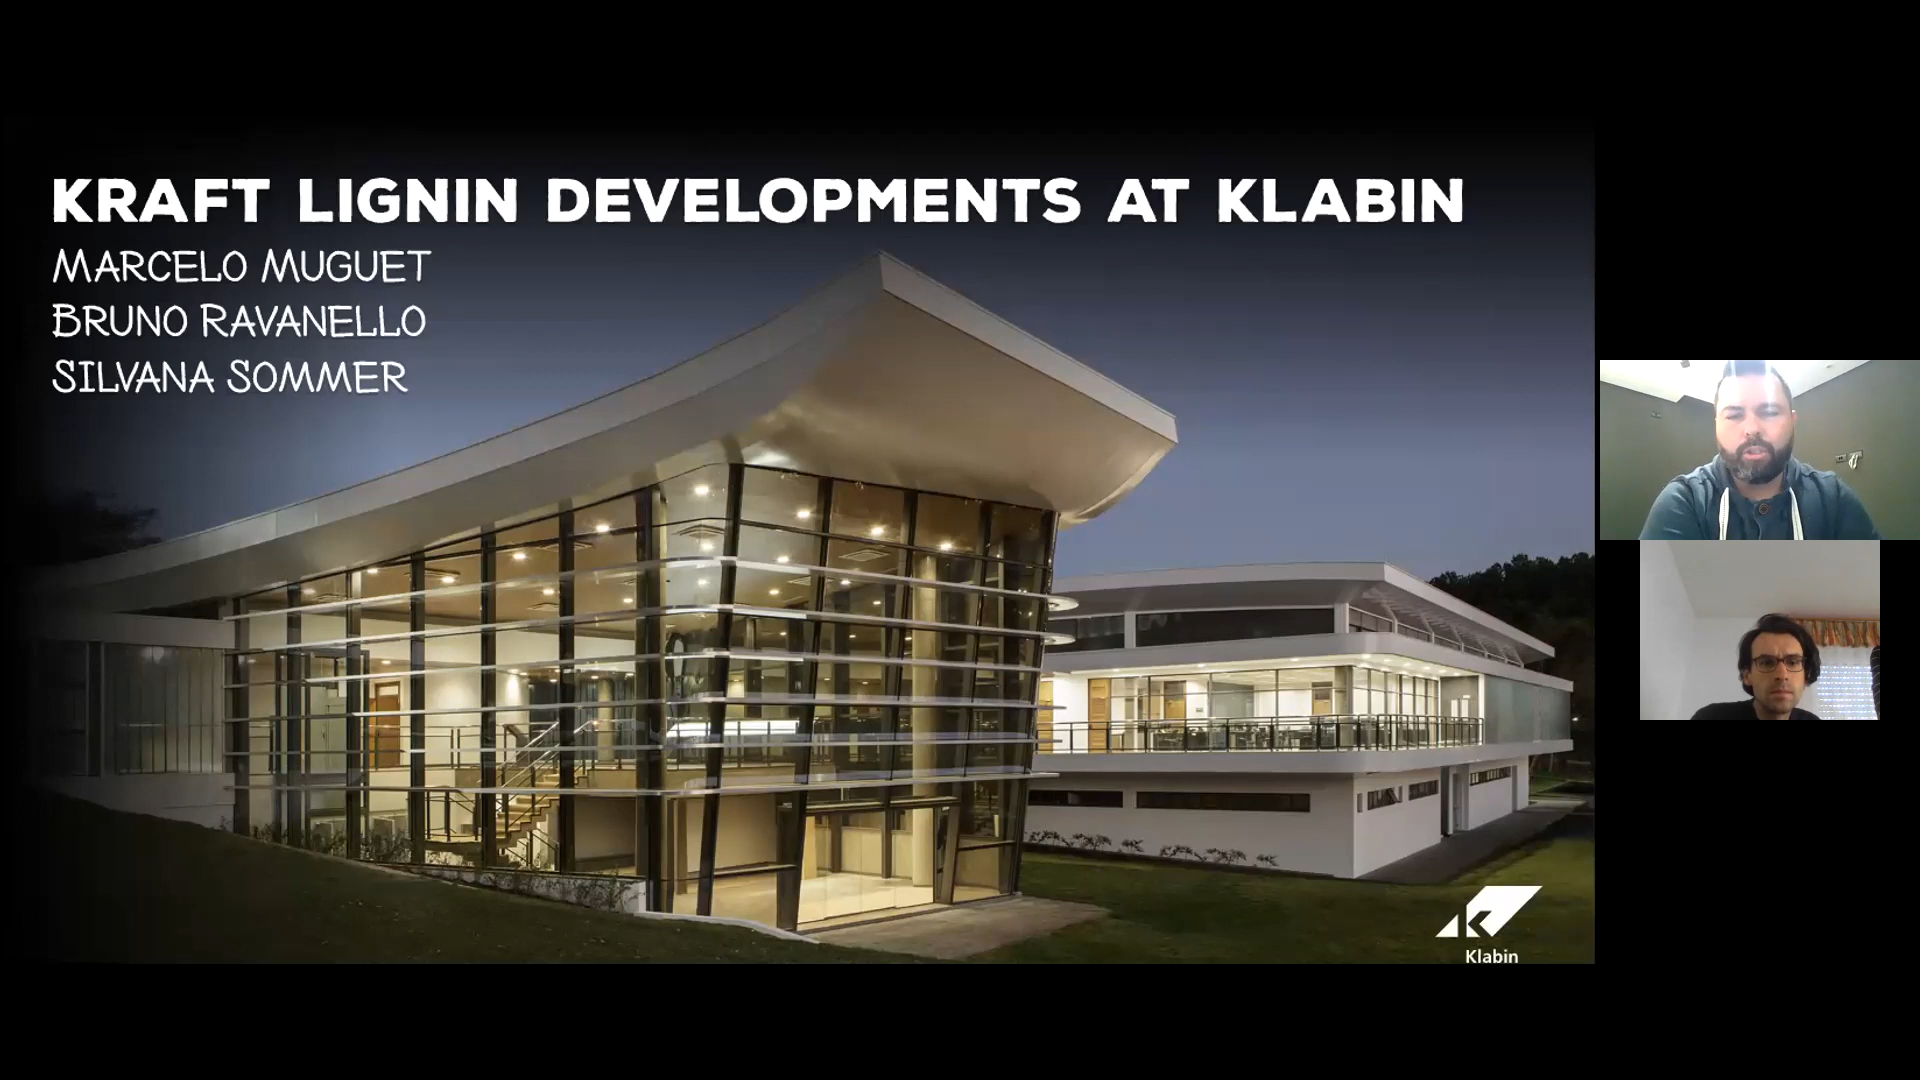 KRAFT LIGNIN DEVELOPMENTS AT KLABIN
MARCELO MUGUET
BRUNO RAVANELLO
SILVANA SOMMER
Klabin